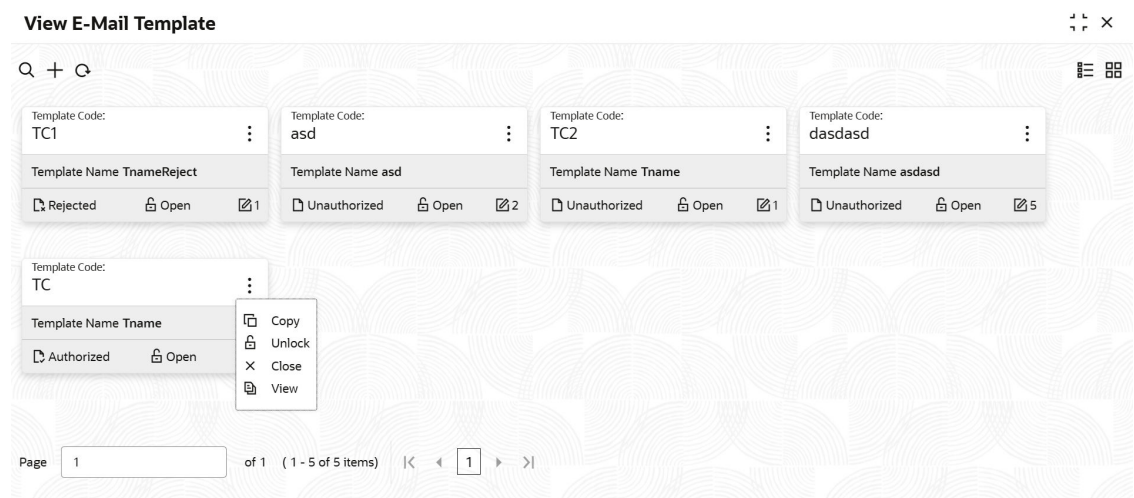 View E-Mail Template
Template Code:
TC1
Template Name TnameReject
Rejected Open 1
Template Code:
asd
Template Name asd
Unauthorized Open 2
Template Code:
TC2
Template Name Tname
Unauthorized Open 1
Template Code:
dasdasd
Template Name asdasd
Unauthorized Open 5
Template Code:
TC
Template Name Tname
Authorized Open
Copy
Unlock
Close
View
Page 1 of 1 ( 1 - 5 of 5 items) 1